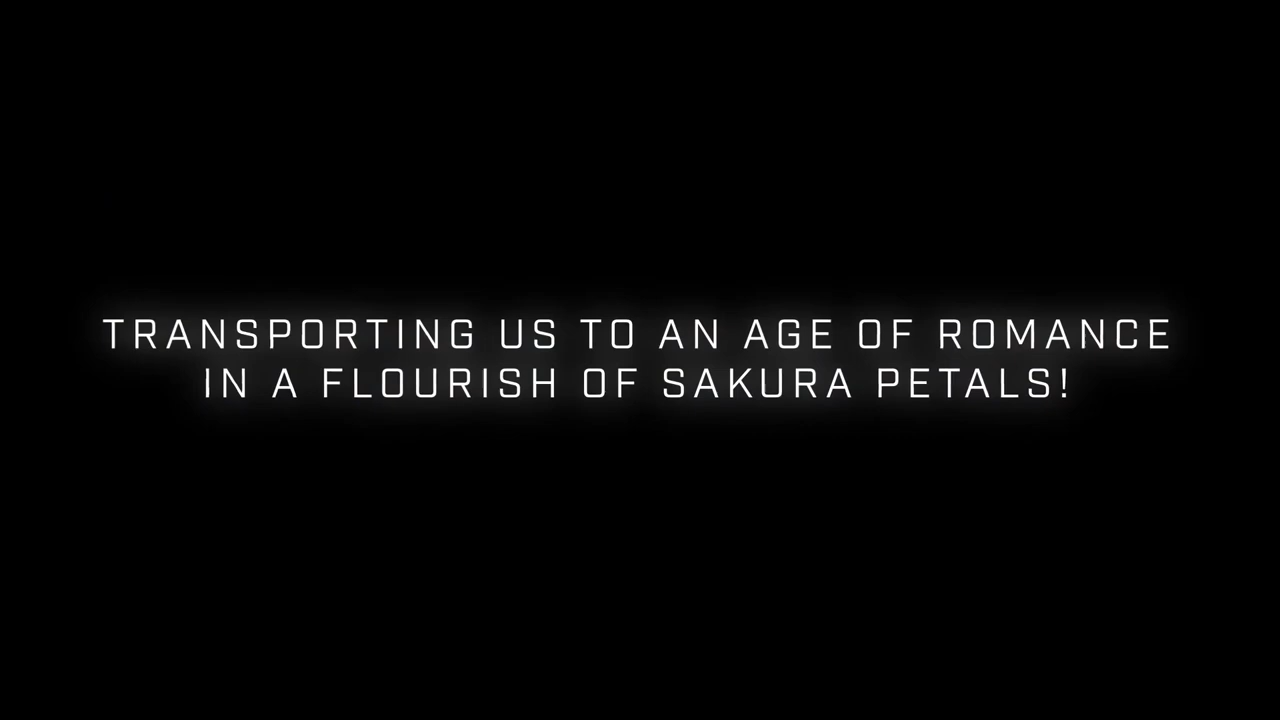 TRANSPORTING US TO AN AGE OF ROMANCE
IN A FLOURISH OF SAKURA PETALS!